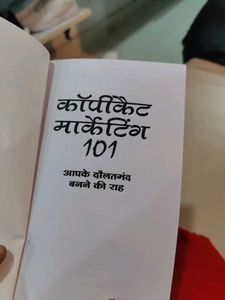 कॉपीकैट
मार्केटिंग
101
आपके दौलतमंद
बनने की राह